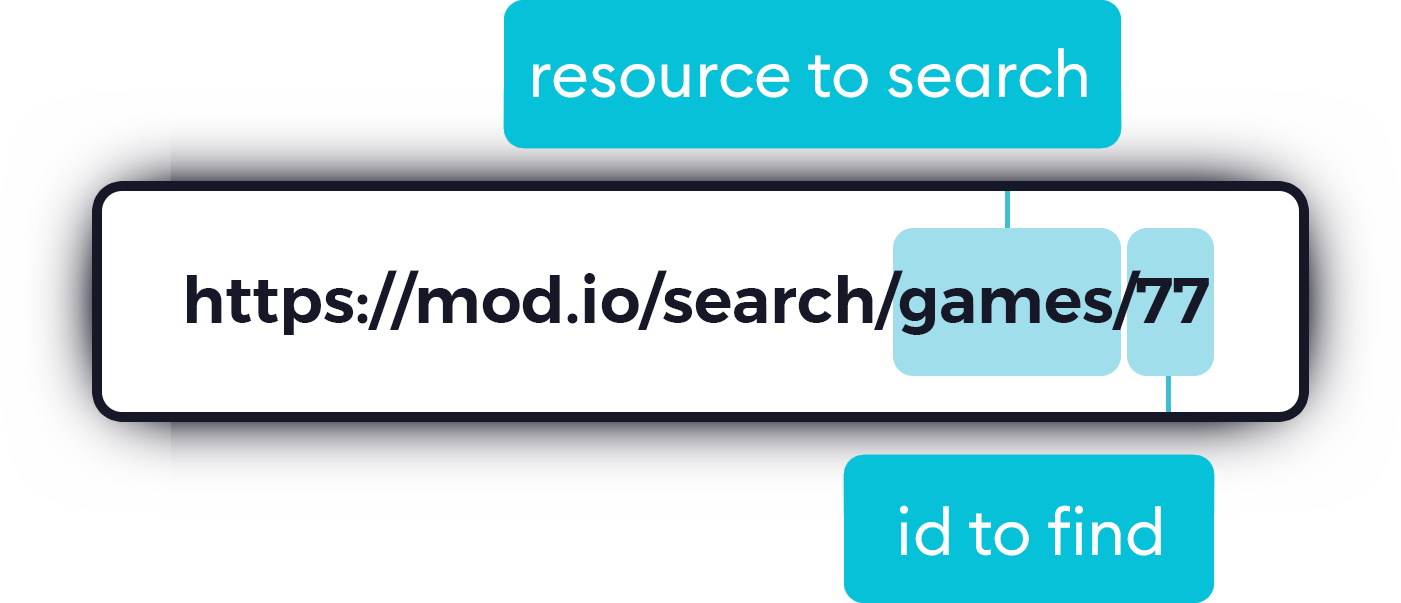 resource to search
https://mod.io/search/games/77
id to find